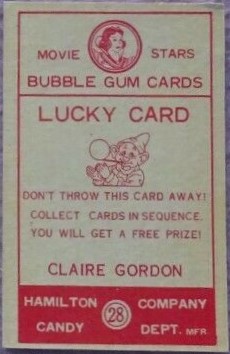 MOVIE STARS
BUBBLE GUM CARDS
LUCKY CARD
DON'T THROW THIS CARD AWAY!
COLLECT CARDS IN SEQUENCE.
YOU WILL GET A FREE PRIZE!
CLAIRE GORDON
HAMILTON COMPANY
28
CANDY DEPT. MFR